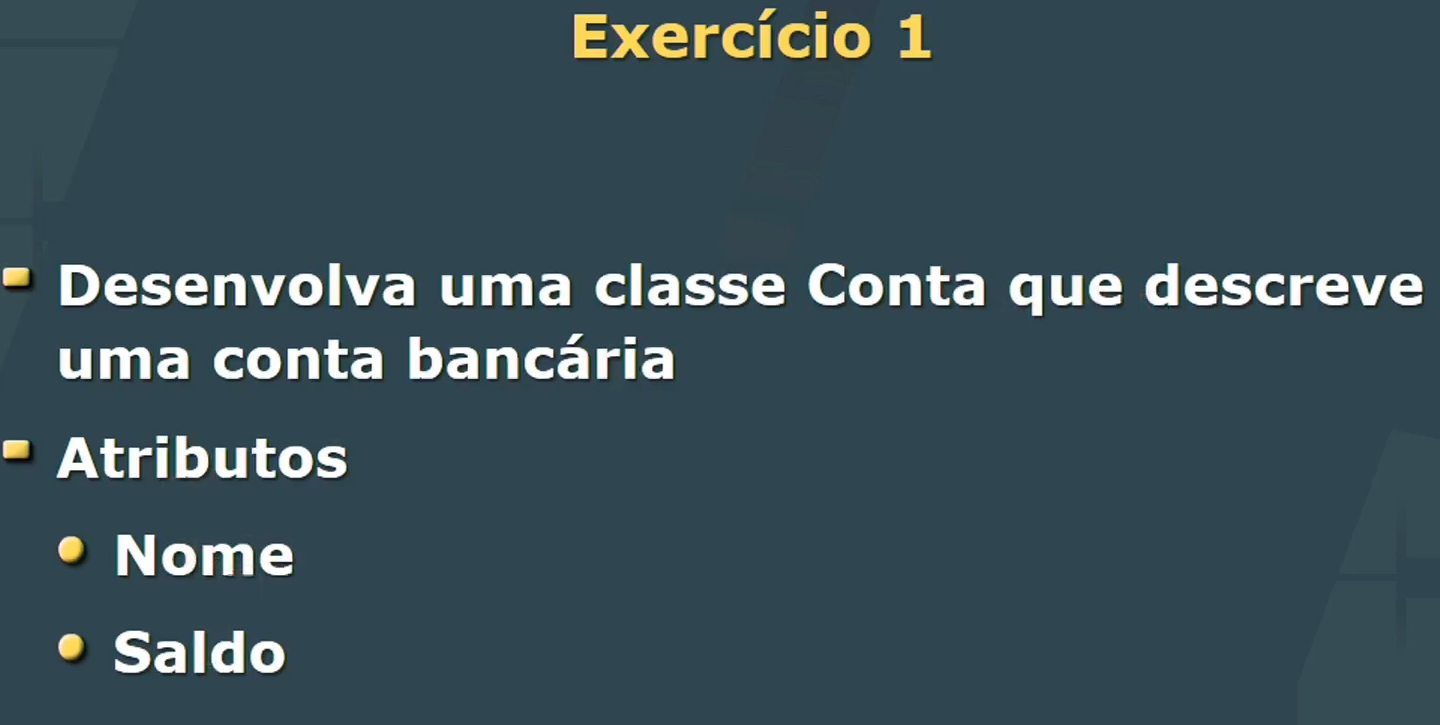 Exercício 1
Desenvolva uma classe Conta que descreve
uma conta bancária
Atributos
Nome
Saldo